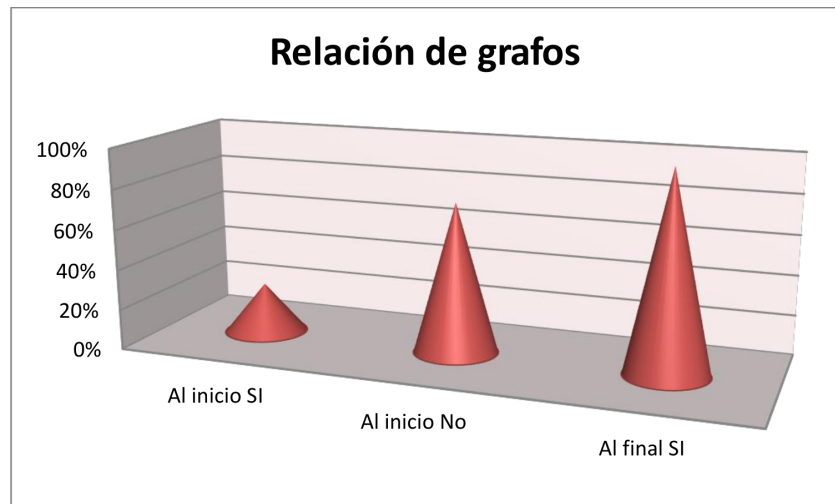 Relación de grafos
100%
80%
60%
40%
20%
0%
Al inicio SI
Al inicio No
Al final SI